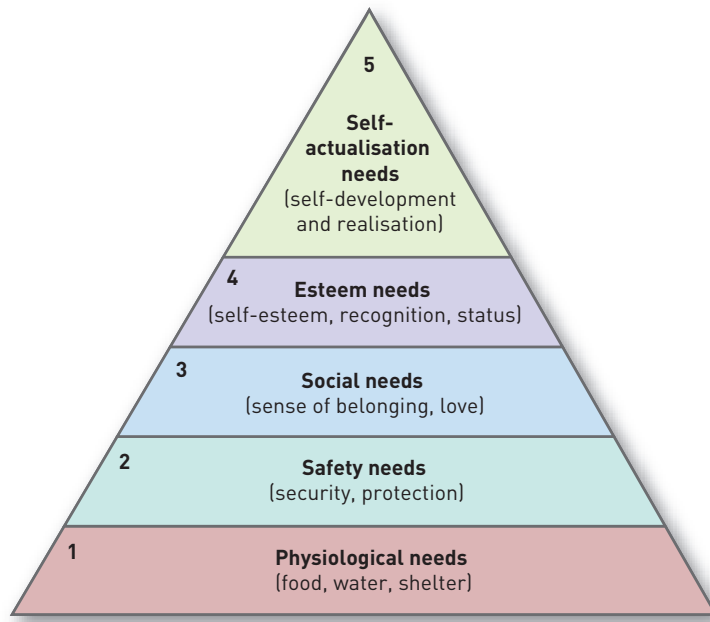 5
Self-
actualisation
needs
(self-development
and realisation)
4
Esteem needs
(self-esteem, recognition, status)
3
Social needs
(sense of belonging, love)
2
Safety needs
(security, protection)
1
Physiological needs
(food, water, shelter)